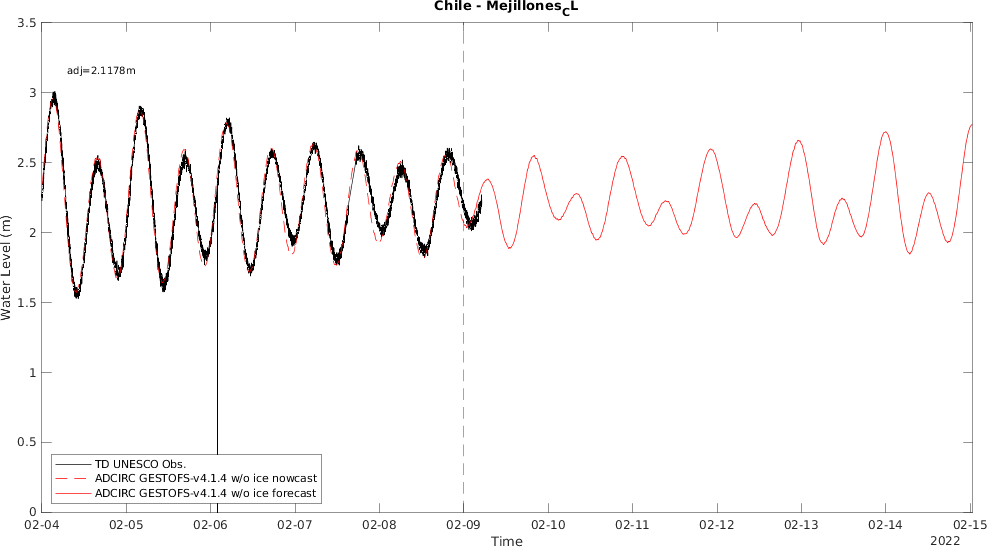 Chile - Mejillones_CL
adj=2.1178m
3.5
3
2.5
2
1.5
1
0.5
0
Water Level (m)
TD UNESCO Obs.
ADCIRC GESTOFS-v4.1.4 w/o ice nowcast
ADCIRC GESTOFS-v4.1.4 w/o ice forecast
02-04 02-05 02-06 02-07 02-08 02-09 02-10 02-11 02-12 02-13 02-14 02-15
Time
2022